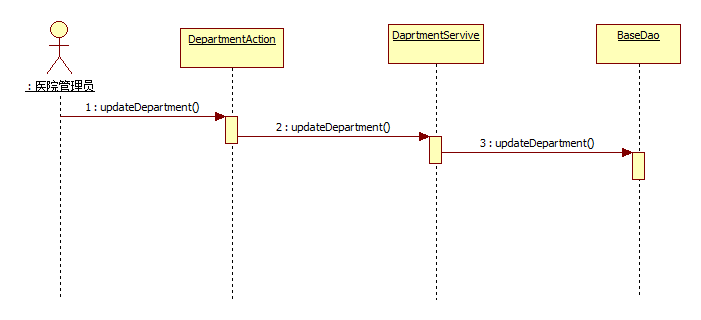 DepartmentAction
DaprtmentServive
BaseDao
: 医院管理员
1 : updateDepartment()
2 : updateDepartment()
3 : updateDepartment()